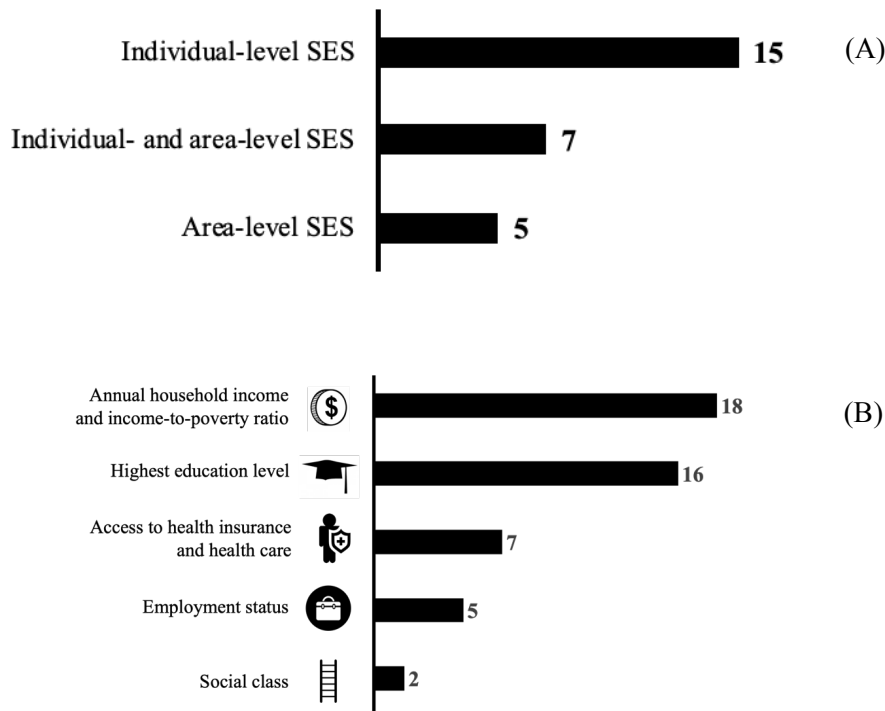 Individual-level SES 15 (A)
Individual- and area-level SES 7
Area-level SES 5
Annual household income
and income-to-poverty ratio
$
18
(B)
Highest education level 16
Access to health insurance
and health care
7
Employment status 5
Social class 2